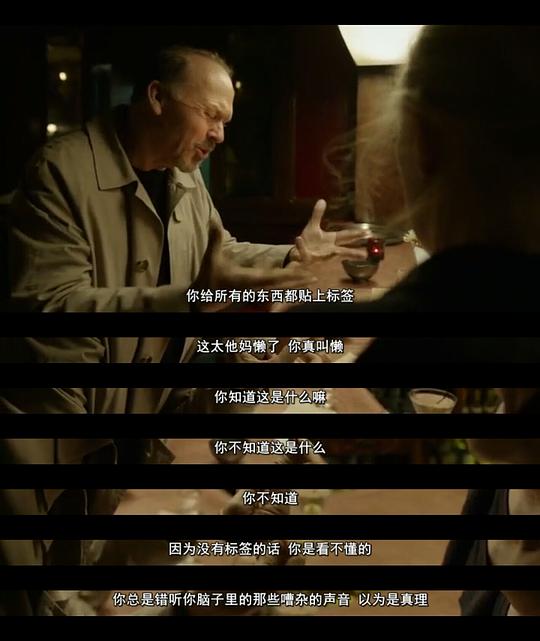 你给所有的东西都贴上标签
这太他妈懒了 你真叫懒
你知道这是什么嘛
你不知道这是什么
你不知道
因为没有标签的话 你是看不懂的
你总是错听你脑子里的那些嘈杂的声音 以为是真理